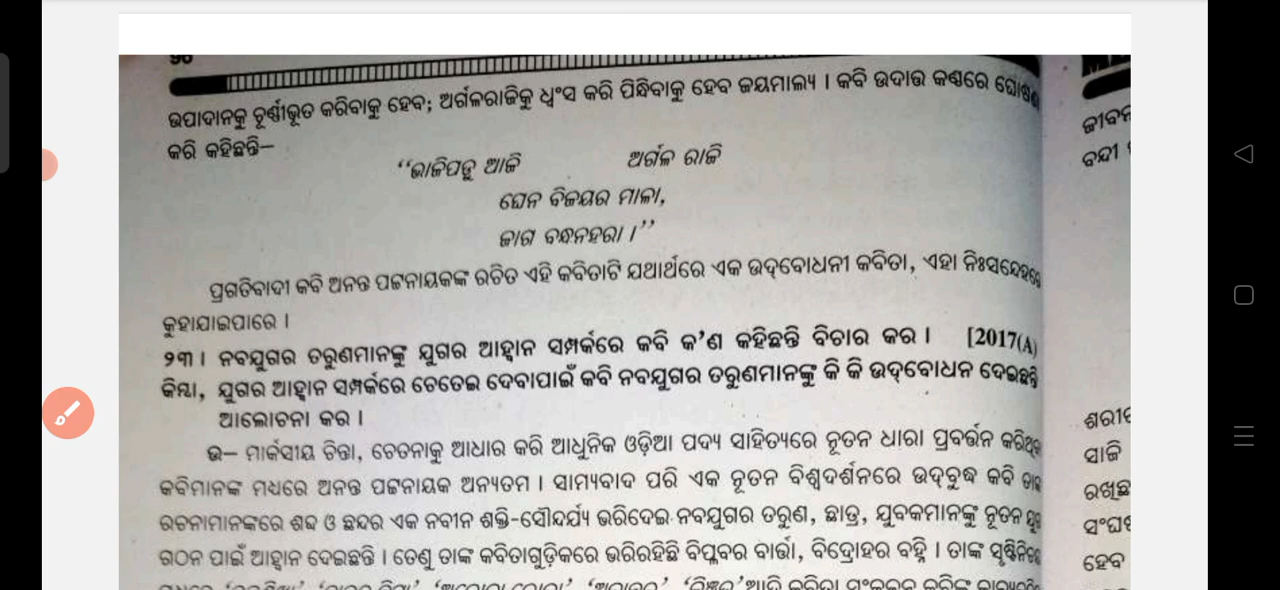 96
ଉପାଦାନକୁ ଚୂର୍ଣ୍ଣୀଭୂତ କରିବାକୁ ହେବ; ଅର୍ଗଳରାଜିକୁ ଧ୍ୱଂସ କରି ପିନ୍ଧିବାକୁ ହେବ ଜୟମାଲ୍ୟ । କବି ଉଦାତ୍ତ କଣ୍ଠରେ ଘୋଷଣା
କରି କହିଛନ୍ତି–
‘‘ଭାଜିପଡ଼ୁ ଆଜି ଅର୍ଗଳ ରାଜି
ଘେନ ବିଜୟର ମାଳା,
ଜାଗ ବନ୍ଧନହରା ।’’
ପ୍ରଗତିବାଦୀ କବି ଅନନ୍ତ ପଟ୍ଟନାୟକଙ୍କ ରଚିତ ଏହି କବିତାଟି ଯଥାର୍ଥରେ ଏକ ଉଦ୍‌ବୋଧନୀ କବିତା, ଏହା ନିଃସନ୍ଦେହରେ
କୁହାଯାଇପାରେ ।
୨୩। ନବଯୁଗର ତରୁଣମାନଙ୍କୁ ଯୁଗର ଆହ୍ୱାନ ସମ୍ପର୍କରେ କବି କ’ଣ କହିଛନ୍ତି ବିଚାର କର । [2017(A)
କିମ୍ବା, ଯୁଗର ଆହ୍ୱାନ ସମ୍ପର୍କରେ ଚେତେଇ ଦେବାପାଇଁ କବି ନବଯୁଗର ତରୁଣମାନଙ୍କୁ କି କି ଉଦ୍‌ବୋଧନ ଦେଇଛନ୍ତି
ଆଲୋଚନା କର ।
ଉ– ମାର୍କସୀୟ ଚିନ୍ତା, ଚେତନାକୁ ଆଧାର କରି ଆଧୁନିକ ଓଡ଼ିଆ ପଦ୍ୟ ସାହିତ୍ୟରେ ନୂତନ ଧାରା ପ୍ରବର୍ତ୍ତନ କରିଥିବା
କବିମାନଙ୍କ ମଧ୍ୟରେ ଅନନ୍ତ ପଟ୍ଟନାୟକ ଅନ୍ୟତମ । ସାମ୍ୟବାଦ ପରି ଏକ ନୂତନ ବିଶ୍ୱଦର୍ଶନରେ ଉଦ୍‌ବୁଦ୍ଧ କବି ତାଙ୍କ
ରଚନାମାନଙ୍କରେ ଶବ୍ଦ ଓ ଛନ୍ଦର ଏକ ନବୀନ ଶକ୍ତି-ସୌନ୍ଦର୍ଯ୍ୟ ଭରିଦେଇ ନବଯୁଗର ତରୁଣ, ଛାତ୍ର, ଯୁବକମାନଙ୍କୁ ନୂତନ ଯୁଗ
ଗଠନ ପାଇଁ ଆହ୍ୱାନ ଦେଇଛନ୍ତି । ତେଣୁ ତାଙ୍କ କବିତାଗୁଡ଼ିକରେ ଭରିରହିଛି ବିପ୍ଳବର ବାର୍ତ୍ତା, ବିଦ୍ରୋହର ବହ୍ନି । ତାଙ୍କ
ଜୀବନ
ବନ୍ଦୀ
ସାଜି
ହେବ